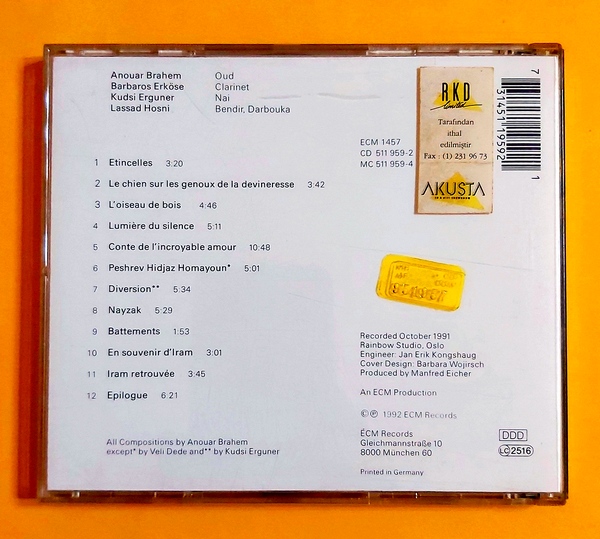 Anouar Brahem Oud
Barbaros Erköse Clarinet
Kudsi Erguner Nai
Lassad Hosni Bendir, Darbouka
RKD
limited
Tarafından
ithal
edilmiştir
Fax : (1) 231 96 73
AKUSTA
7 31451 19592 1
ECM 1457
CD 511 959-2
MC 511 959-4
1 Etincelles 3:20
2 Le chien sur les genoux de la devineresse 3:42
3 L'oiseau de bois 4:46
4 Lumière du silence 5:11
5 Conte de l'incroyable amour 10:48
6 Peshrev Hidjaz Homayoun* 5:01
7 Diversion** 5:34
8 Nayzak 5:29
9 Battements 1:53
10 En souvenir d'Iram 3:01
11 Iram retrouvée 3:45
12 Epilogue 6:21
Recorded October 1991
Rainbow Studio, Oslo
Engineer: Jan Erik Kongshaug
Cover Design: Barbara Wojirsch
Produced by Manfred Eicher
An ECM Production
© ℗ 1992 ECM Records
ECM Records
Gleichmannstraße 10
8000 München 60
Printed in Germany
DDD
LC 2516
All Compositions by Anouar Brahem
except* by Veli Dede and** by Kudsi Erguner